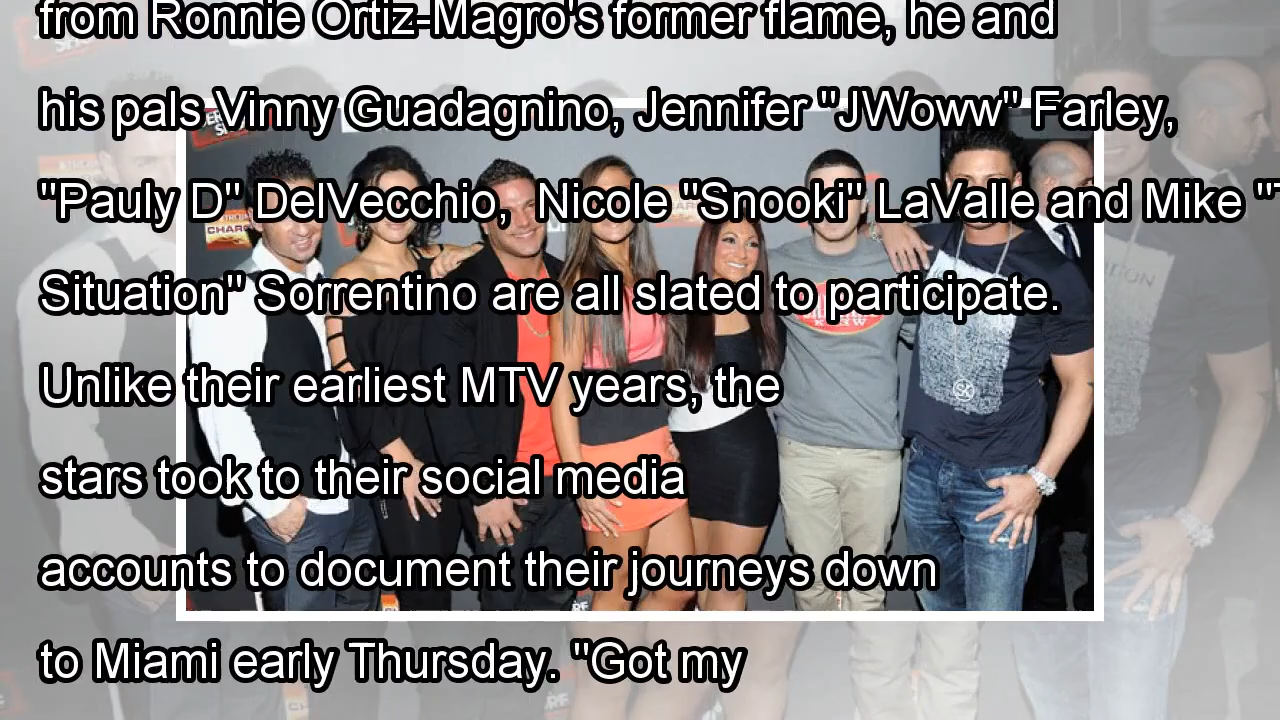 from Ronnie Ortiz-Magro's former flame, he and
his pals Vinny Guadagnino, Jennifer "JWoww" Farley,
"Pauly D" DelVecchio,  Nicole "Snooki" LaValle and Mike "T
Situation" Sorrentino are all slated to participate.
Unlike their earliest MTV years, the
stars took to their social media
accounts to document their journeys down
to Miami early Thursday. "Got my